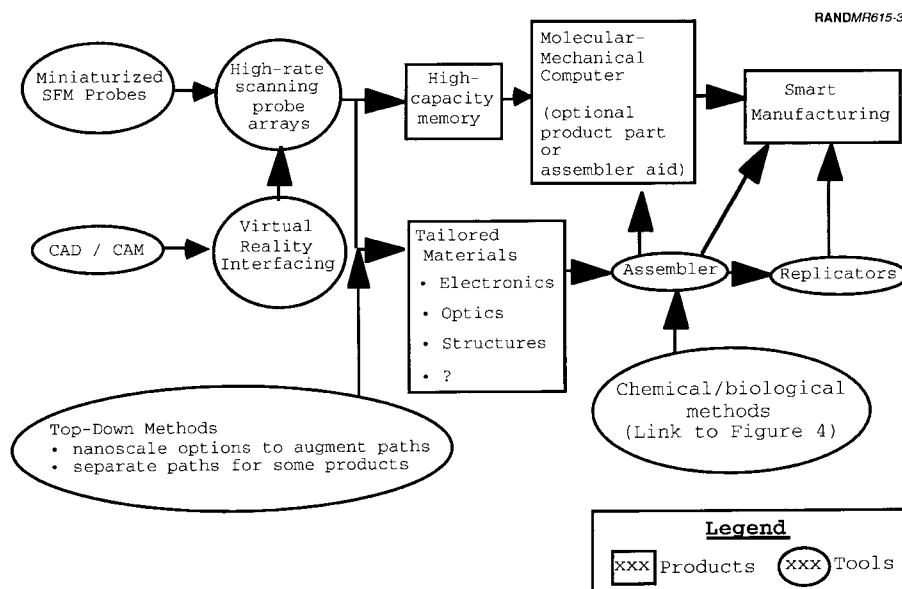 RANDMR615-3
Miniaturized
SFM Probes
High-rate
scanning
probe
arrays
High-
capacity
memory
Molecular-
Mechanical
Computer
(optional
product part
or
assembler aid)
Smart
Manufacturing
CAD / CAM
Virtual
Reality
Interfacing
Tailored
Materials
• Electronics
• Optics
• Structures
• ?
Assembler
Replicators
Top-Down Methods
• nanoscale options to augment paths
• separate paths for some products
Chemical/biological
methods
(Link to Figure 4)
Legend
xxx Products xxx Tools